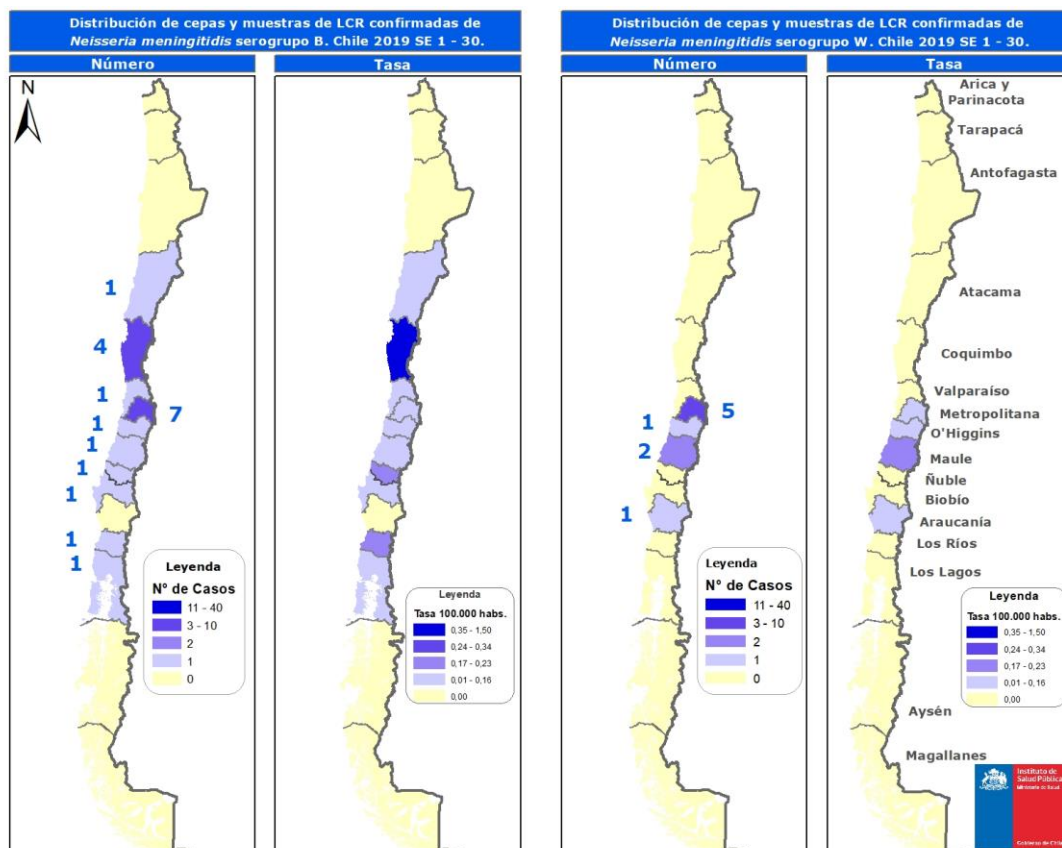 Distribución de cepas y muestras de LCR confirmadas de
Neisseria meningitidis serogrupo B. Chile 2019 SE 1 - 30.
Número
Tasa
N
1
4
1
7
1
1
1
1
1
1
Leyenda
N° de Casos
11 - 40
3 - 10
2
1
0
Leyenda
Tasa 100.000 habs.
0,35 - 1,50
0,24 - 0,34
0,17 - 0,23
0,01 - 0,16
0,00
Distribución de cepas y muestras de LCR confirmadas de
Neisseria meningitidis serogrupo W. Chile 2019 SE 1 - 30.
Número
Tasa
5
1
2
1
Leyenda
N° de Casos
11 - 40
3 - 10
2
1
0
Arica y
Parinacota
Tarapacá
Antofagasta
Atacama
Coquimbo
Valparaíso
Metropolitana
O'Higgins
Maule
Ñuble
Biobío
Araucanía
Los Ríos
Los Lagos
Leyenda
Tasa 100.000 habs.
0,35 - 1,50
0,24 - 0,34
0,17 - 0,23
0,01 - 0,16
0,00
Aysén
Magallanes
Instituto de
Salud Pública
Ministerio de Salud
Gobierno de Chile